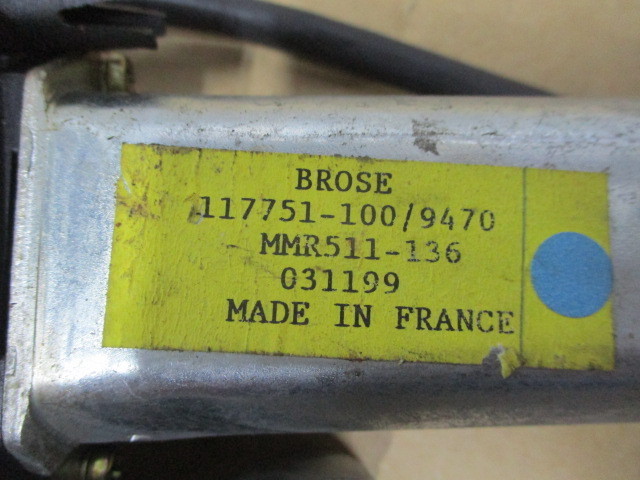 BROSE
117751-100/9470
MMR511-136
031199
MADE IN FRANCE